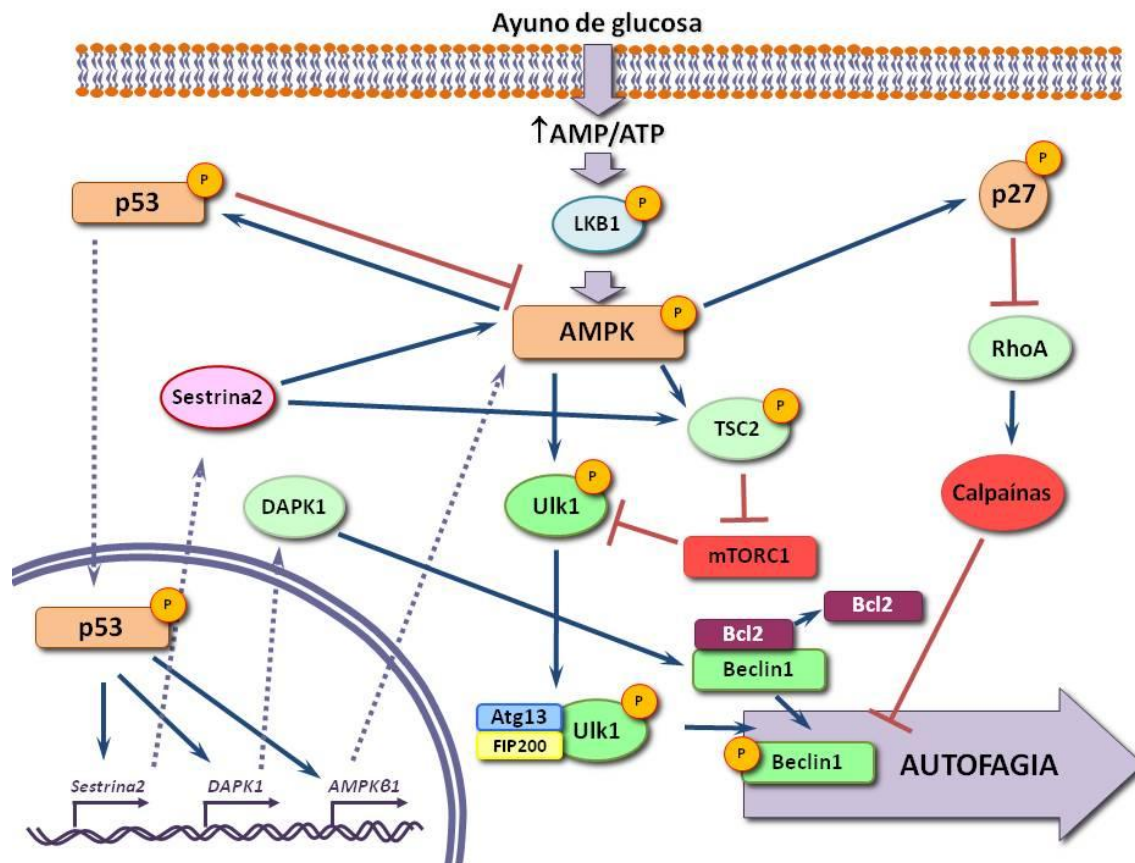 Ayuno de glucosa
↑AMP/ATP
P
p53
P
LKB1
P
p27
P
AMPK
RhoA
Sestrina2
P
TSC2
P
Ulk1
DAPK1
Calpaínas
mTORC1
P
p53
Bcl2
Bcl2
Beclin1
P
Atg13
Ulk1
FIP200
P
Beclin1
AUTOFAGIA
Sestrina2
DAPK1
AMPKβ1